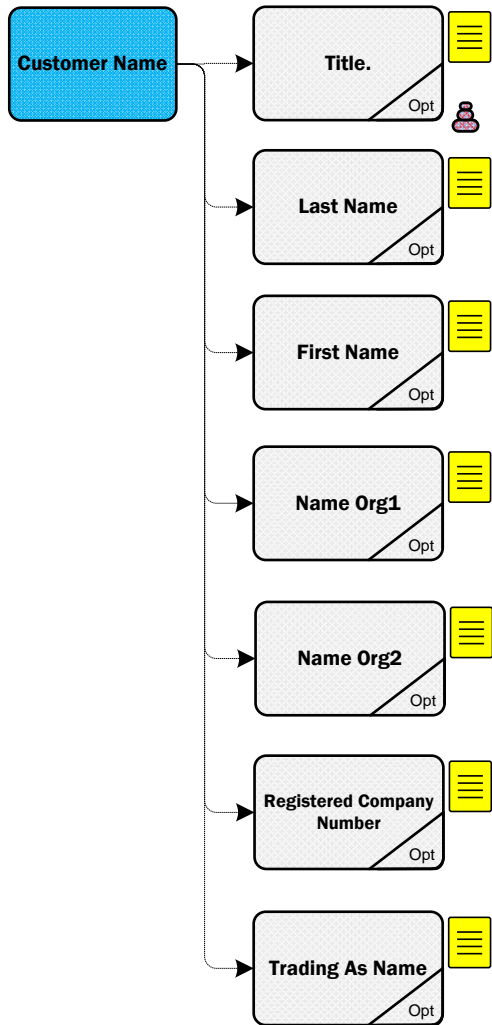 Customer Name
Title.
Opt
Last Name
Opt
First Name
Opt
Name Org1
Opt
Name Org2
Opt
Registered Company
Number
Opt
Trading As Name
Opt